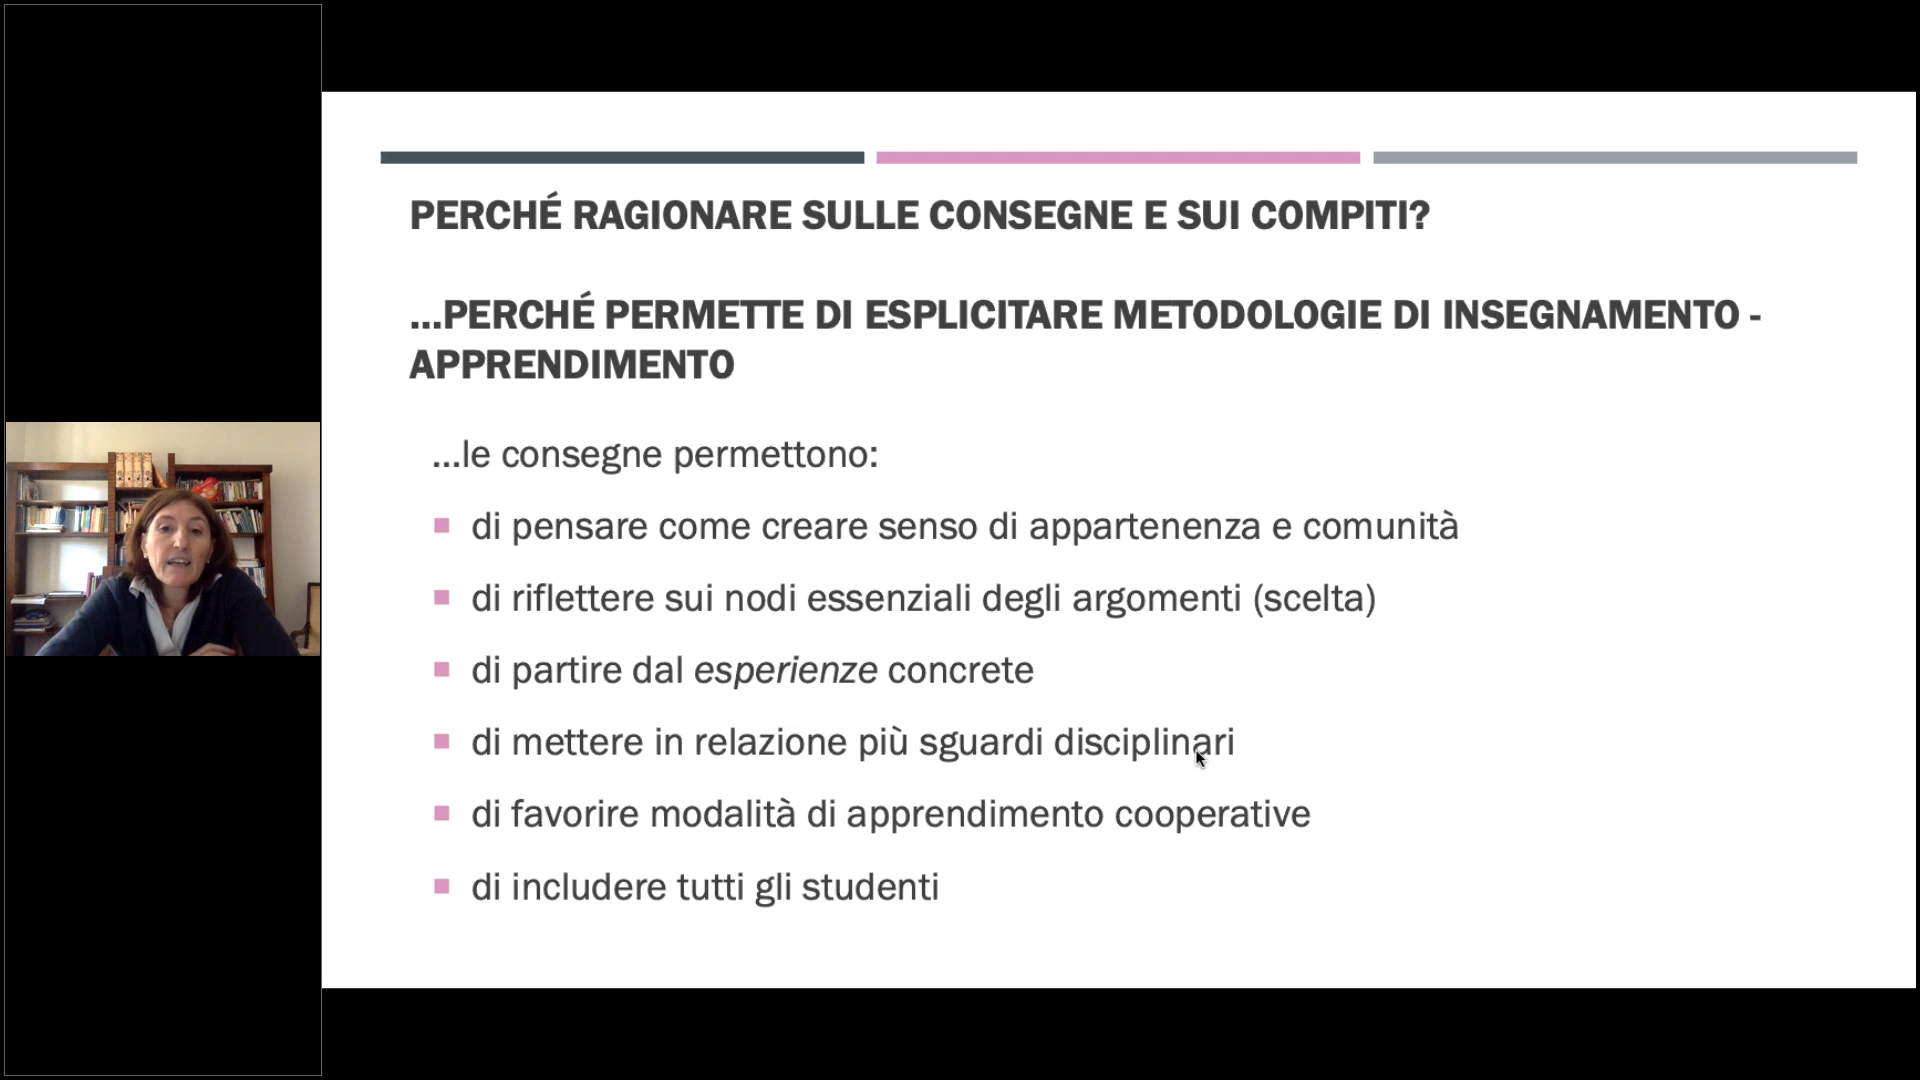 PERCHÉ RAGIONARE SULLE CONSEGNE E SUI COMPITI?
...PERCHÉ PERMETTE DI ESPLICITARE METODOLOGIE DI INSEGNAMENTO -
APPRENDIMENTO
...le consegne permettono:
di pensare come creare senso di appartenenza e comunità
di riflettere sui nodi essenziali degli argomenti (scelta)
di partire dal esperienze concrete
di mettere in relazione più sguardi disciplinari
di favorire modalità di apprendimento cooperative
di includere tutti gli studenti